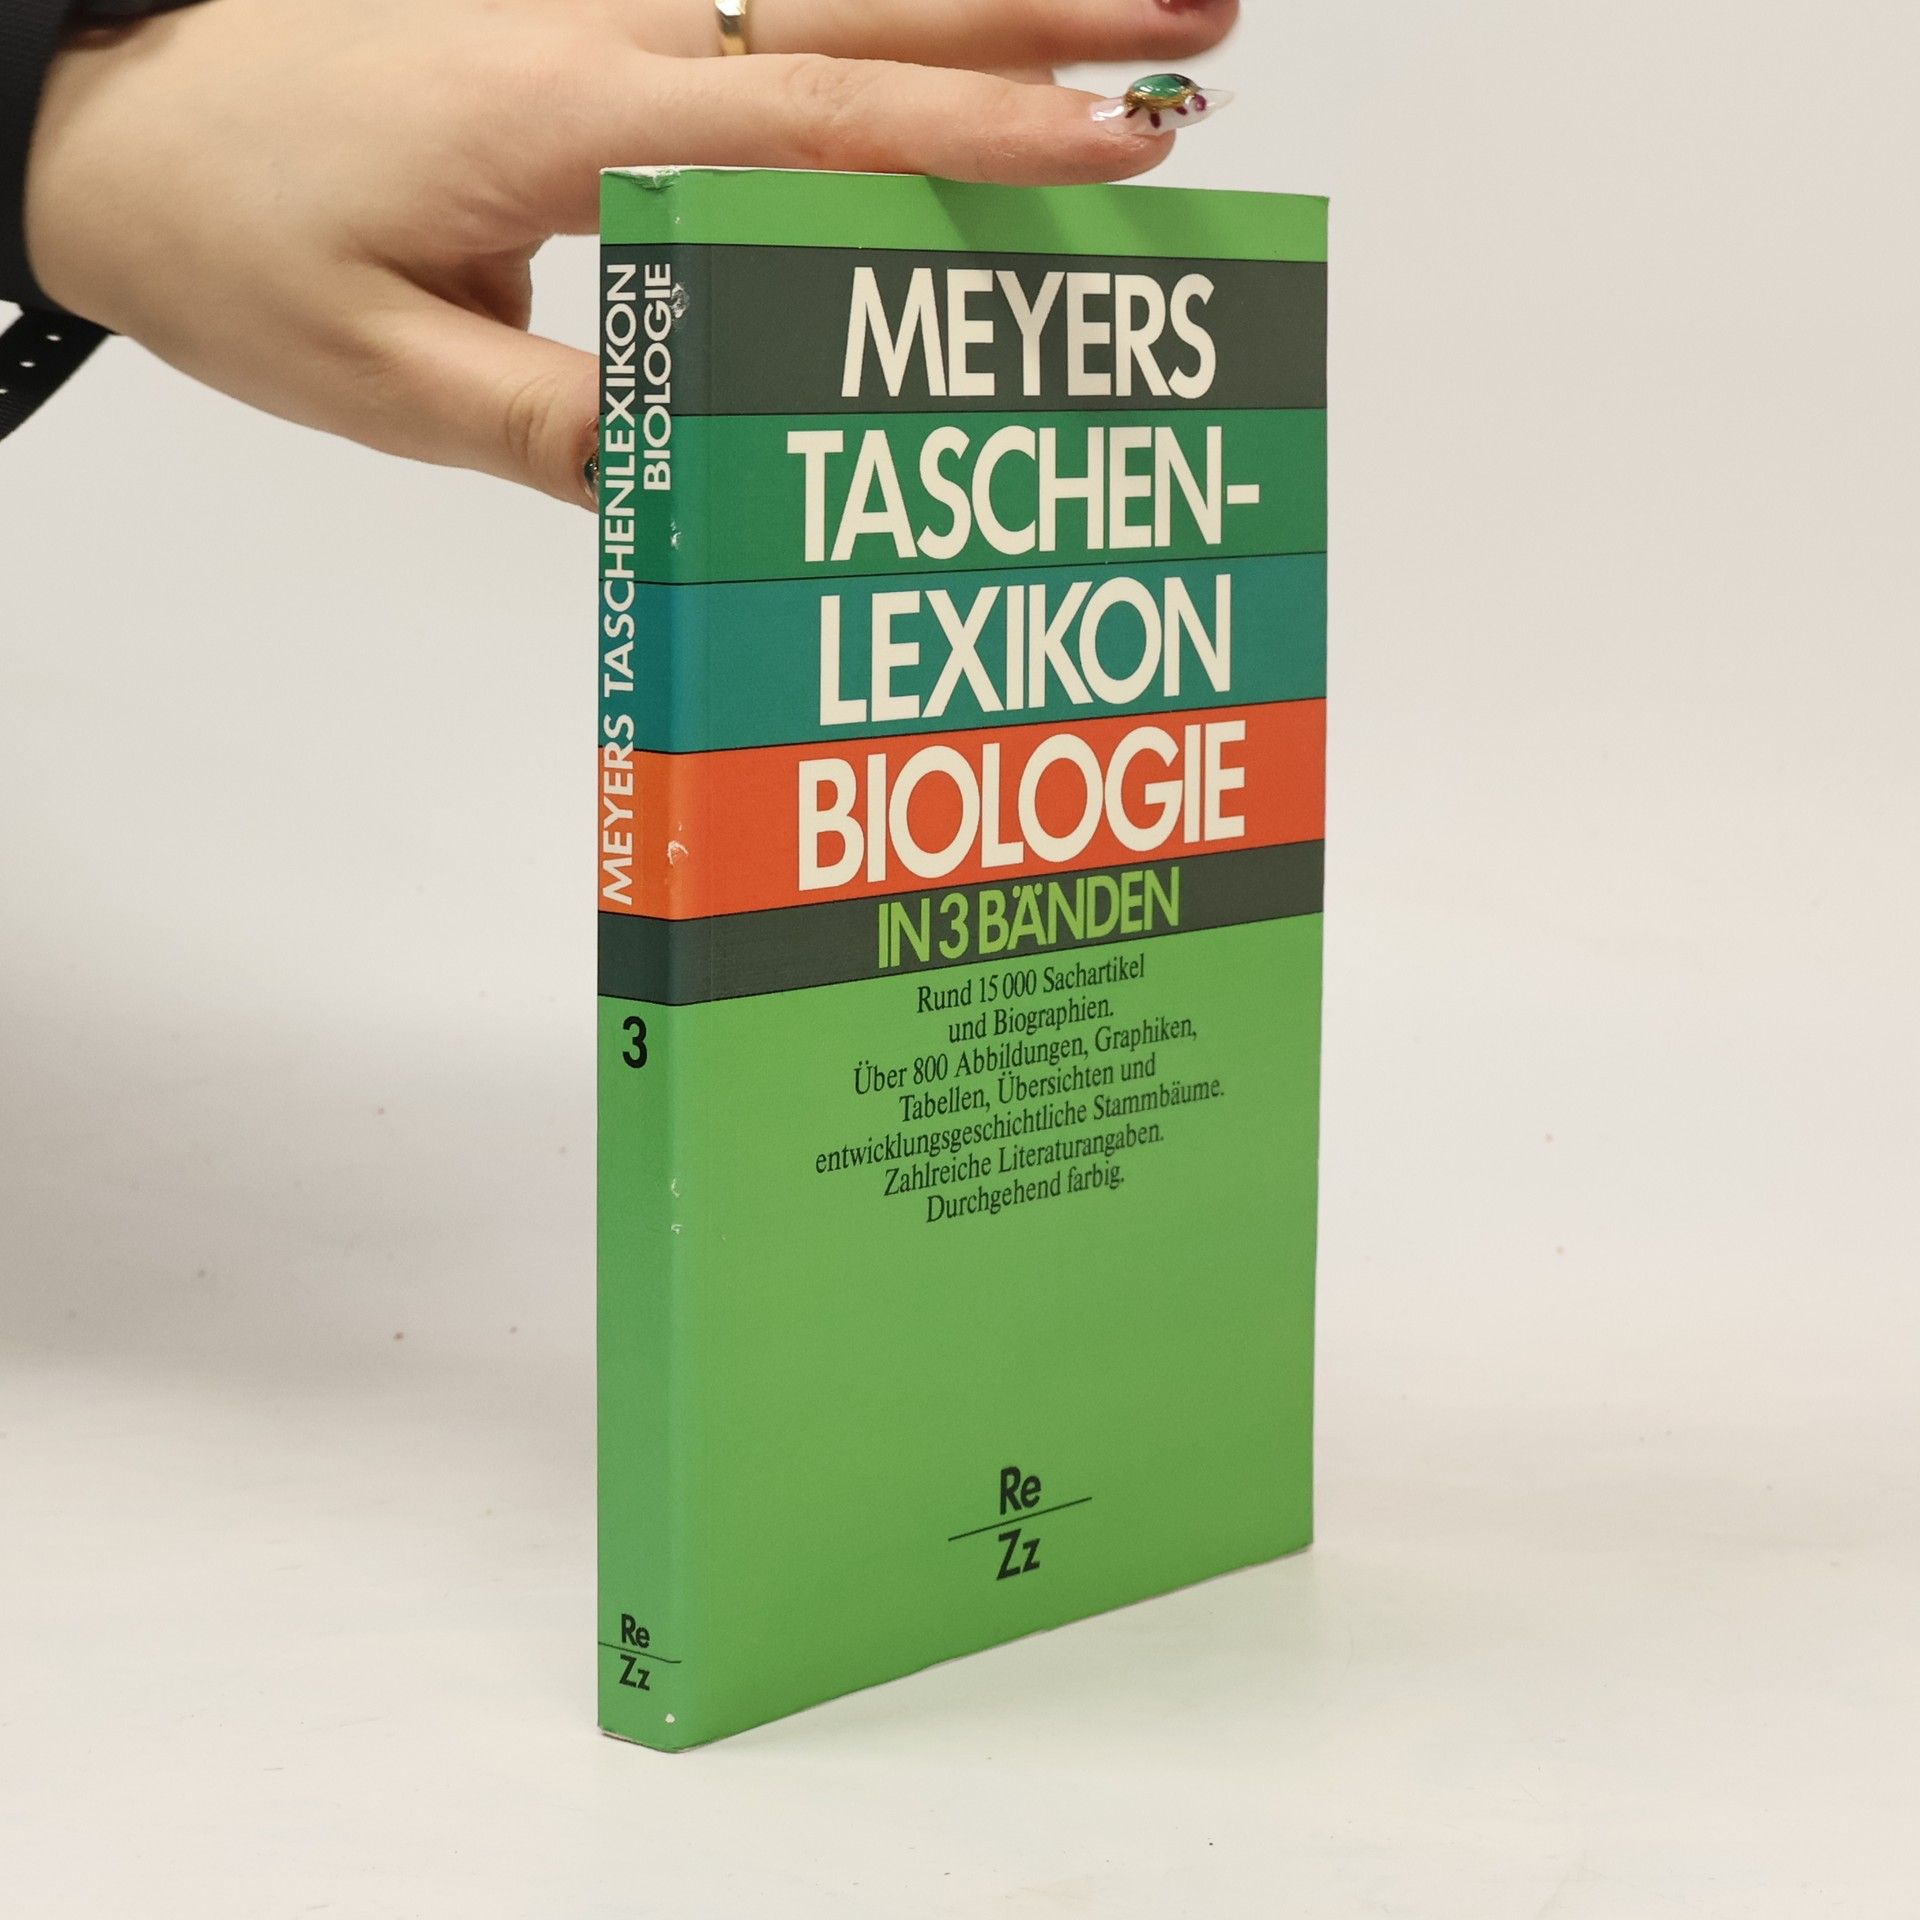 MEYERS TASCHENLEXIKON
BIOLOGIE
3
Re
Zz
MEYERS
TASCHEN-
LEXIKON
BIOLOGIE
IN 3 BÄNDEN
Rund 15 000 Sachartikel
und Biographien.
Über 800 Abbildungen, Graphiken,
Tabellen, Übersichten und
entwicklungsgeschichtliche Stammbäume.
Zahlreiche Literaturangaben.
Durchgehend farbig.
Re
Zz